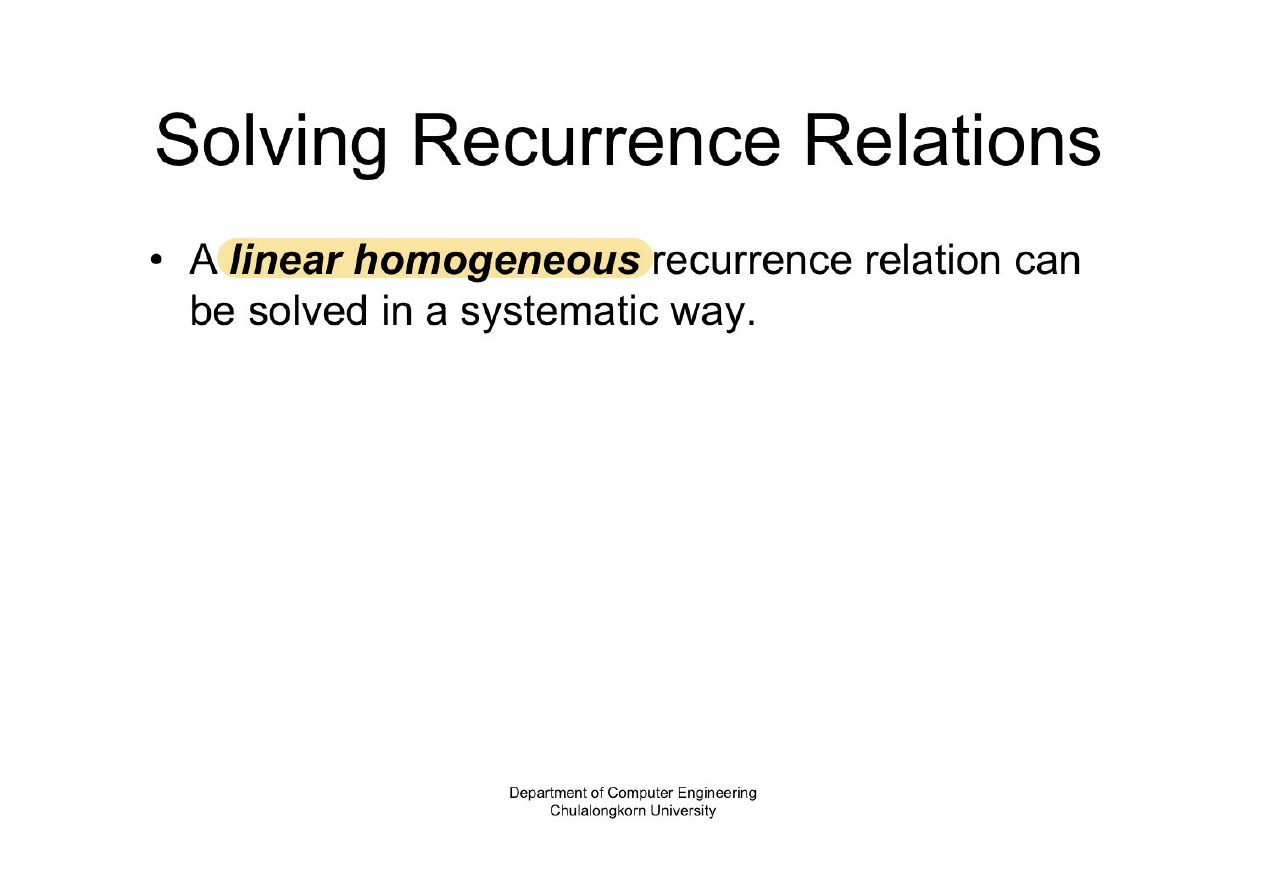 Solving Recurrence Relations
• A linear homogeneous recurrence relation can
be solved in a systematic way.
Department of Computer Engineering
Chulalongkorn University